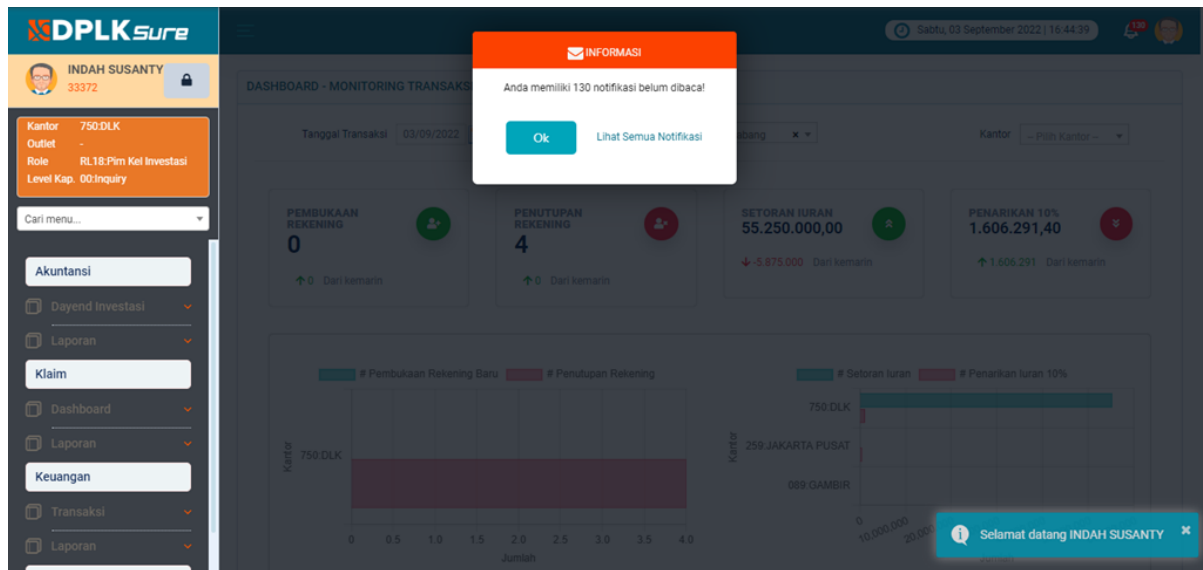 DPLKSure
INDAH SUSANTY
33372
Kantor 750:DLK
Outlet -
Role RL18:Pim Kel Investasi
Level Kap. 00:Inquiry
Cari menu...
Akuntansi
Dayend Investasi
Laporan
Klaim
Dashboard
Laporan
Keuangan
Transaksi
Laporan
Sabtu, 03 September 2022 | 16:44:39
130
INFORMASI
Anda memiliki 130 notifikasi belum dibaca!
Ok Lihat Semua Notifikasi
DASHBOARD - MONITORING TRANSAKS
Tanggal Transaksi 03/09/2022 abang × Kantor -- Pilih Kantor --
PEMBUKAAN
REKENING
0
0 Dari kemarin
PENUTUPAN
REKENING
4
0 Dari kemarin
SETORAN IURAN
55.250.000,00
-5.875.000 Dari kemarin
PENARIKAN 10%
1.606.291,40
1.606.291 Dari kemarin
# Pembukaan Rekening Baru # Penutupan Rekening
Kantor
750:DLK
0 0.5 1.0 1.5 2.0 2.5 3.0 3.5 4.0
Jumlah
# Setoran Iuran # Penarikan Iuran 10%
Kantor
750:DLK
259:JAKARTA PUSAT
089:GAMBIR
0
10,000,000
Selamat datang INDAH SUSANTY ×